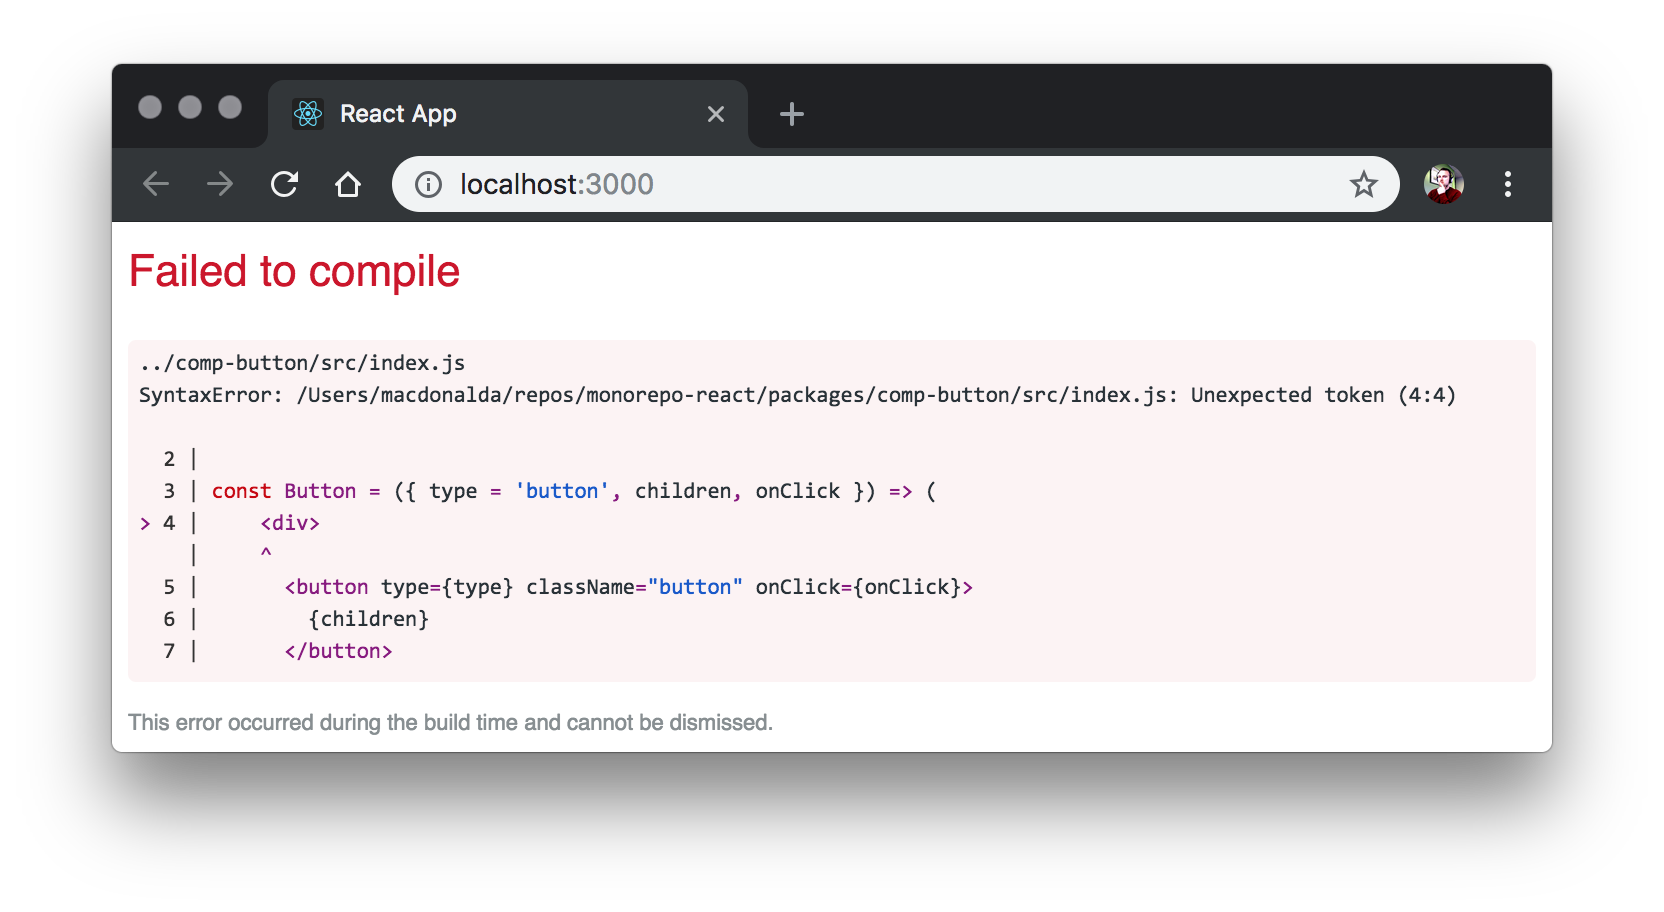 React App
localhost:3000
Failed to compile
../comp-button/src/index.js
SyntaxError: /Users/macdonalda/repos/monorepo-react/packages/comp-button/src/index.js: Unexpected token (4:4)
  2 |
  3 | const Button = ({ type = 'button', children, onClick }) => (
> 4 |     <div>
    |     ^
  5 |       <button type={type} className="button" onClick={onClick}>
  6 |         {children}
  7 |       </button>
This error occurred during the build time and cannot be dismissed.